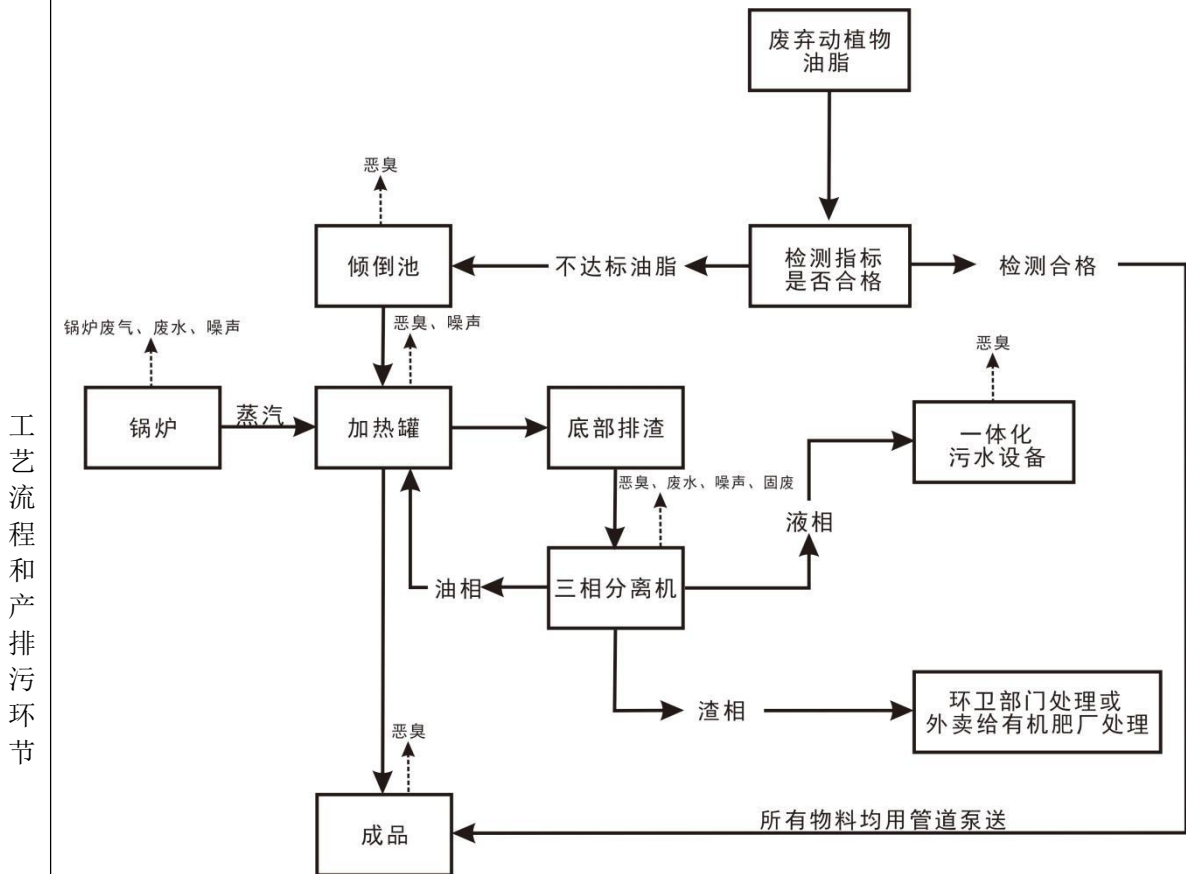 废弃动植物
油脂
恶臭
倾倒池
不达标油脂
检测指标
是否合格
检测合格
锅炉废气、废水、噪声
恶臭、噪声
恶臭
锅炉
蒸汽
加热罐
底部排渣
一体化
污水设备
恶臭、废水、噪声、固废
液相
油相
三相分离机
渣相
环卫部门处理或
外卖给有机肥厂处理
恶臭
成品
所有物料均用管道泵送
工艺流程和产排污环节